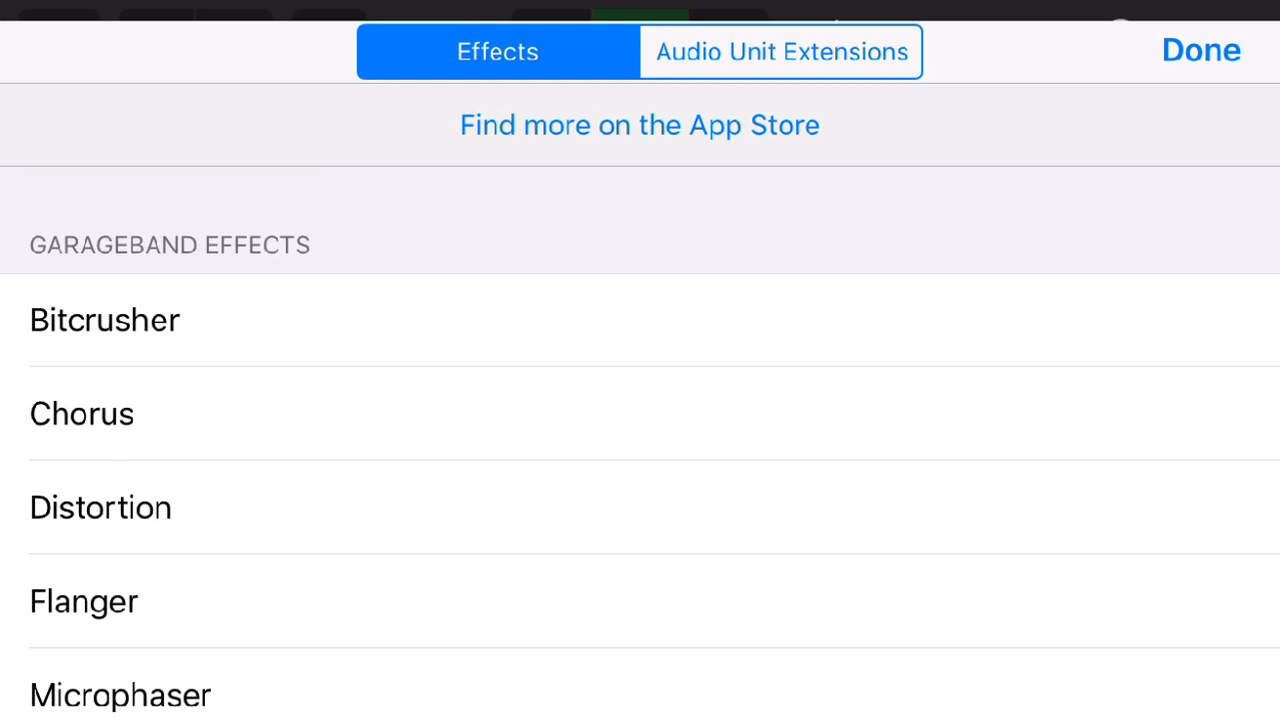 Effects
Audio Unit Extensions
Done
Find more on the App Store
GARAGEBAND EFFECTS
Bitcrusher
Chorus
Distortion
Flanger
Microphaser